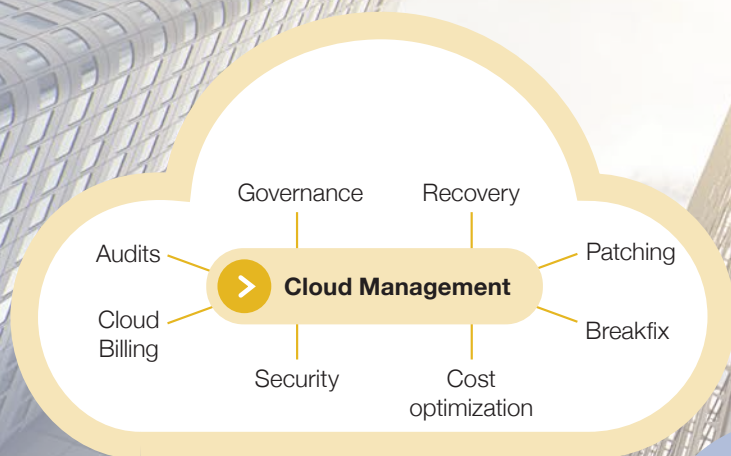 Governance
Recovery
Audits
Patching
Cloud Management
Cloud
Billing
Breakfix
Security
Cost
optimization